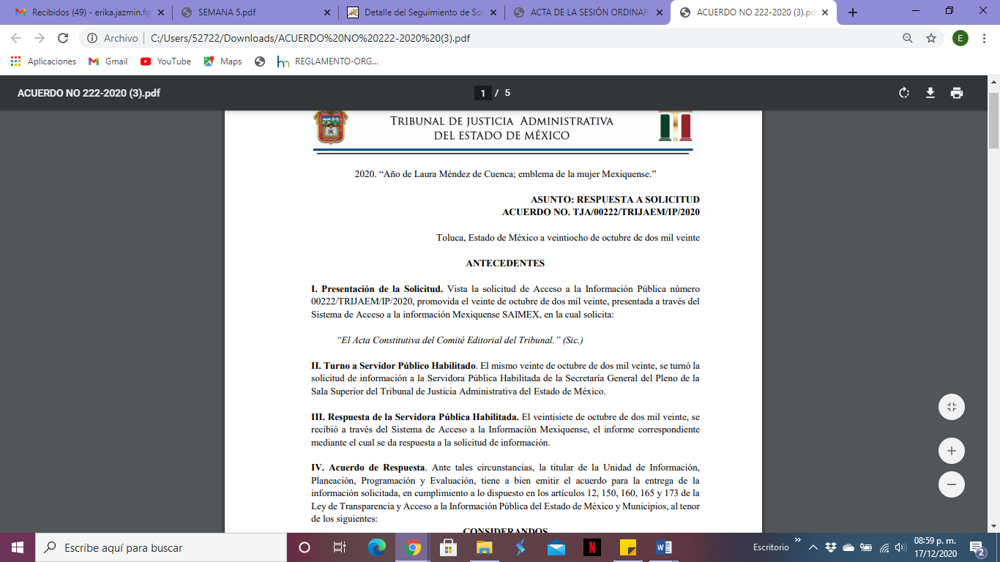 Recibidos (49) - erika.jazmin.fg
SEMANA 5.pdf
Detalle del Seguimiento de Sol
ACTA DE LA SESIÓN ORDINAR
ACUERDO NO 222-2020 (3).pd
Archivo
C:/Users/52722/Downloads/ACUERDO%20NO%20222-2020%20(3).pdf
E
Aplicaciones
Gmail
YouTube
Maps
REGLAMENTO-ORG...
ACUERDO NO 222-2020 (3).pdf
1 / 5
TRIBUNAL DE JUSTICIA ADMINISTRATIVA
DEL ESTADO DE MÉXICO
2020. “Año de Laura Méndez de Cuenca; emblema de la mujer Mexiquense.”
ASUNTO: RESPUESTA A SOLICITUD
ACUERDO NO. TJA/00222/TRIJAEM/IP/2020
Toluca, Estado de México a veintiocho de octubre de dos mil veinte
ANTECEDENTES
I. Presentación de la Solicitud. Vista la solicitud de Acceso a la Información Pública número
00222/TRIJAEM/IP/2020, promovida el veinte de octubre de dos mil veinte, presentada a través del
Sistema de Acceso a la información Mexiquense SAIMEX, en la cual solicita:
“El Acta Constitutiva del Comité Editorial del Tribunal.” (Sic.)
II. Turno a Servidor Público Habilitado. El mismo veinte de octubre de dos mil veinte, se turnó la
solicitud de información a la Servidora Pública Habilitada de la Secretaría General del Pleno de la
Sala Superior del Tribunal de Justicia Administrativa del Estado de México.
III. Respuesta de la Servidora Pública Habilitada. El veintisiete de octubre de dos mil veinte, se
recibió a través del Sistema de Acceso a la Información Mexiquense, el informe correspondiente
mediante el cual se da respuesta a la solicitud de información.
IV. Acuerdo de Respuesta. Ante tales circunstancias, la titular de la Unidad de Información,
Planeación, Programación y Evaluación, tiene a bien emitir el acuerdo para la entrega de la
información solicitada, en cumplimiento a lo dispuesto en los artículos 12, 150, 160, 165 y 173 de la
Ley de Transparencia y Acceso a la Información Pública del Estado de México y Municipios, al tenor
de los siguientes:
CONSIDERANDOS
Escribe aquí para buscar
Escritorio
08:59 p. m.
17/12/2020
2